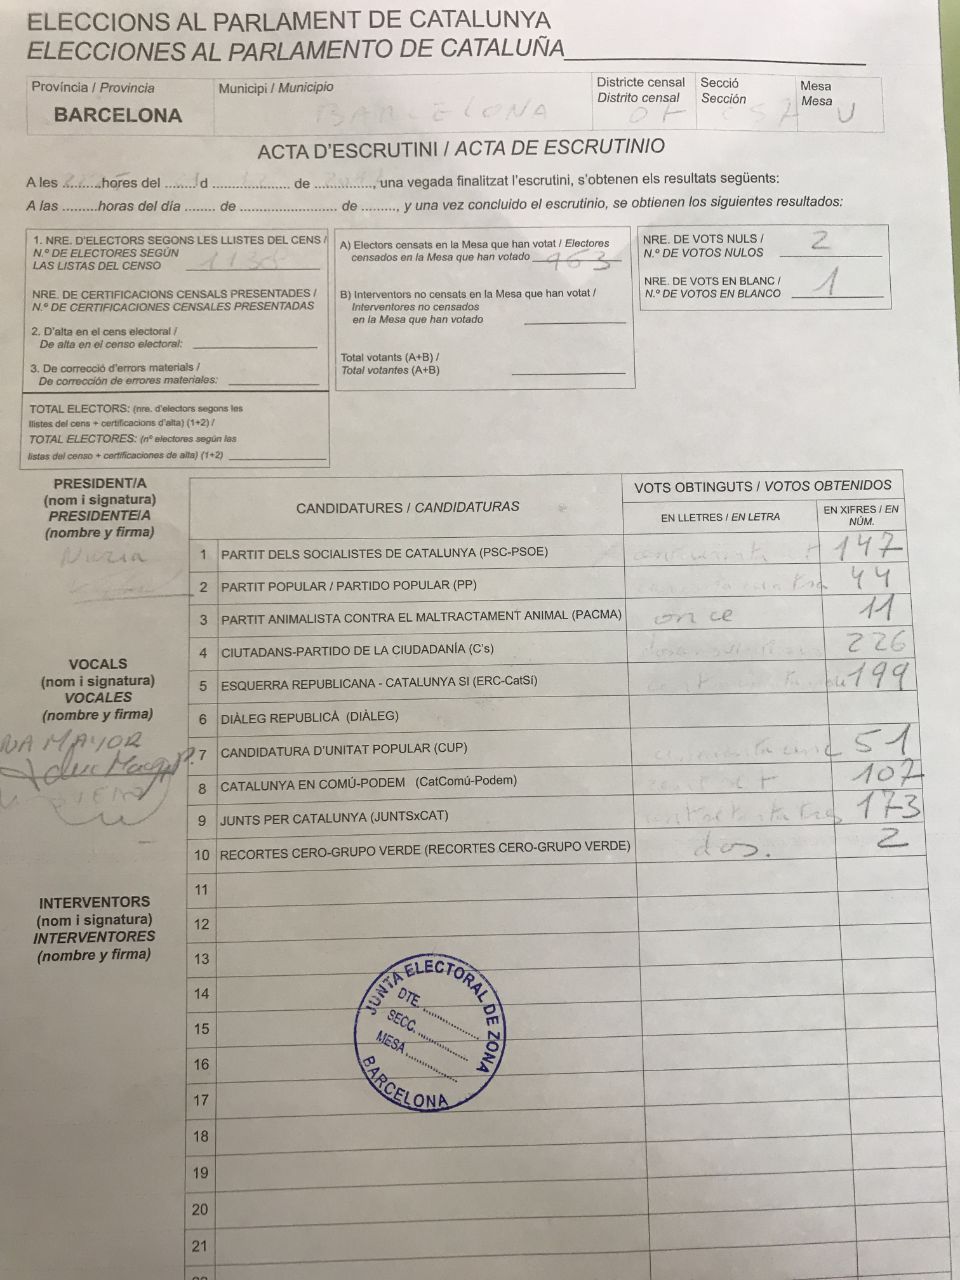 ELECCIONS AL PARLAMENT DE CATALUNYA
ELECCIONES AL PARLAMENTO DE CATALUÑA
Província / Provincia
BARCELONA
Municipi / Municipio
BARCELONA
Districte censal
Distrito censal
Secció
Sección
Mesa
Mesa
U
ACTA D'ESCRUTINI / ACTA DE ESCRUTINIO
A les ........hores del ......d .................. de .............., una vegada finalitzat l'escrutini, s'obtenen els resultats següents:
A las .........horas del día ....... de ....................... de ........., y una vez concluido el escrutinio, se obtienen los siguientes resultados:
1. NRE. D'ELECTORS SEGONS LES LLISTES DEL CENS /
N.º DE ELECTORES SEGÚN
LAS LISTAS DEL CENSO
NRE. DE CERTIFICACIONS CENSALS PRESENTADES /
N.º DE CERTIFICACIONES CENSALES PRESENTADAS
2. D'alta en el cens electoral /
De alta en el censo electoral:
3. De correcció d'errors materials /
De corrección de errores materiales:
TOTAL ELECTORS: (nre. d'electors segons les
llistes del cens + certificacions d'alta) (1+2) /
TOTAL ELECTORES: (nº electores según las
listas del censo + certificaciones de alta) (1+2)
A) Electors censats en la Mesa que han votat / Electores
censados en la Mesa que han votado 963
B) Interventors no censats en la Mesa que han votat /
Interventores no censados
en la Mesa que han votado
Total votants (A+B) /
Total votantes (A+B)
NRE. DE VOTS NULS /
N.º DE VOTOS NULOS 2
NRE. DE VOTS EN BLANC /
N.º DE VOTOS EN BLANCO 1
PRESIDENT/A
(nom i signatura)
PRESIDENTE/A
(nombre y firma)
Nuria
VOCALS
(nom i signatura)
VOCALES
(nombre y firma)
NA MAYOR
INTERVENTORS
(nom i signatura)
INTERVENTORES
(nombre y firma)
CANDIDATURES / CANDIDATURAS
VOTS OBTINGUTS / VOTOS OBTENIDOS
EN LLETRES / EN LETRA
EN XIFRES / EN NÚM.
1 PARTIT DELS SOCIALISTES DE CATALUNYA (PSC-PSOE) 147
2 PARTIT POPULAR / PARTIDO POPULAR (PP) 44
3 PARTIT ANIMALISTA CONTRA EL MALTRACTAMENT ANIMAL (PACMA) once 11
4 CIUTADANS-PARTIDO DE LA CIUDADANÍA (C's) 226
5 ESQUERRA REPUBLICANA - CATALUNYA SI (ERC-CatSí) 199
6 DIÀLEG REPUBLICÀ (DIÀLEG)
7 CANDIDATURA D'UNITAT POPULAR (CUP) 51
8 CATALUNYA EN COMÚ-PODEM (CatComú-Podem) 107
9 JUNTS PER CATALUNYA (JUNTSxCAT) 173
10 RECORTES CERO-GRUPO VERDE (RECORTES CERO-GRUPO VERDE) dos. 2
11
12
13
14
15
16
17
18
19
20
21
JUNTA ELECTORAL DE ZONA
DTE. ..............
SECC. .............
MESA ..............
BARCELONA